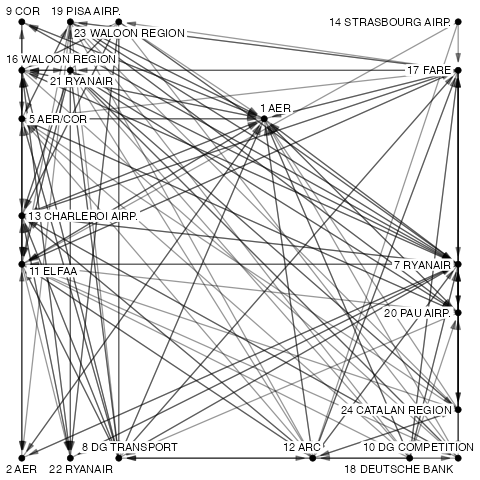 9 COR
19 PISA AIRP.
23 WALOON REGION
14 STRASBOURG AIRP.
16 WALOON REGION
21 RYANAIR
17 FARE
1 AER
5 AER/COR
13 CHARLEROI AIRP.
11 ELFAA
7 RYANAIR
20 PAU AIRP.
24 CATALAN REGION
8 DG TRANSPORT
12 ARC
10 DG COMPETITION
2 AER
22 RYANAIR
18 DEUTSCHE BANK